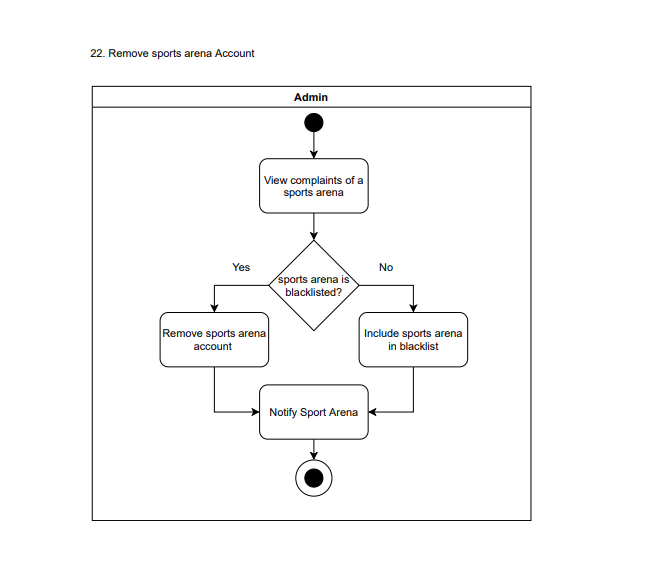 22. Remove sports arena Account
Admin
View complaints of a
sports arena
Yes
No
sports arena is
blacklisted?
Remove sports arena
account
Include sports arena
in blacklist
Notify Sport Arena